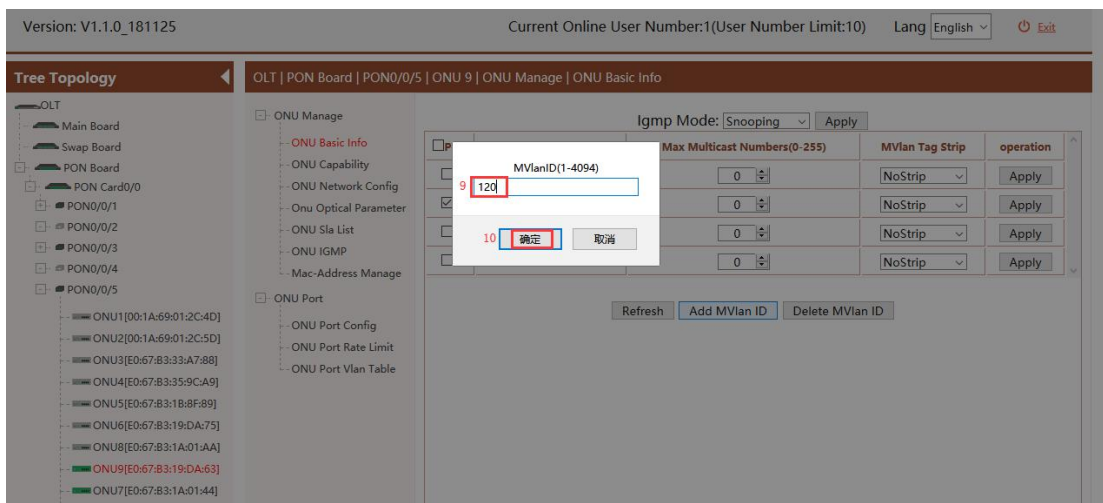 Version: V1.1.0_181125
Current Online User Number:1(User Number Limit:10)
Lang English
Exit
Tree Topology
OLT | PON Board | PON0/0/5 | ONU 9 | ONU Manage | ONU Basic Info
OLT
Main Board
Swap Board
PON Board
PON Card0/0
PON0/0/1
PON0/0/2
PON0/0/3
PON0/0/4
PON0/0/5
ONU1[00:1A:69:01:2C:4D]
ONU2[00:1A:69:01:2C:5D]
ONU3[E0:67:B3:33:A7:88]
ONU4[E0:67:B3:35:9C:A9]
ONU5[E0:67:B3:1B:8F:89]
ONU6[E0:67:B3:19:DA:75]
ONU8[E0:67:B3:1A:01:AA]
ONU9[E0:67:B3:19:DA:63]
ONU7[E0:67:B3:1A:01:44]
ONU Manage
ONU Basic Info
ONU Capability
ONU Network Config
Onu Optical Parameter
ONU Sla List
ONU IGMP
Mac-Address Manage
ONU Port
ONU Port Config
ONU Port Rate Limit
ONU Port Vlan Table
Igmp Mode: Snooping Apply
Max Multicast Numbers(0-255) MVlan Tag Strip operation
0 NoStrip Apply
0 NoStrip Apply
0 NoStrip Apply
0 NoStrip Apply
MVlanID(1-4094)
9 120
10 确定 取消
Refresh Add MVlan ID Delete MVlan ID